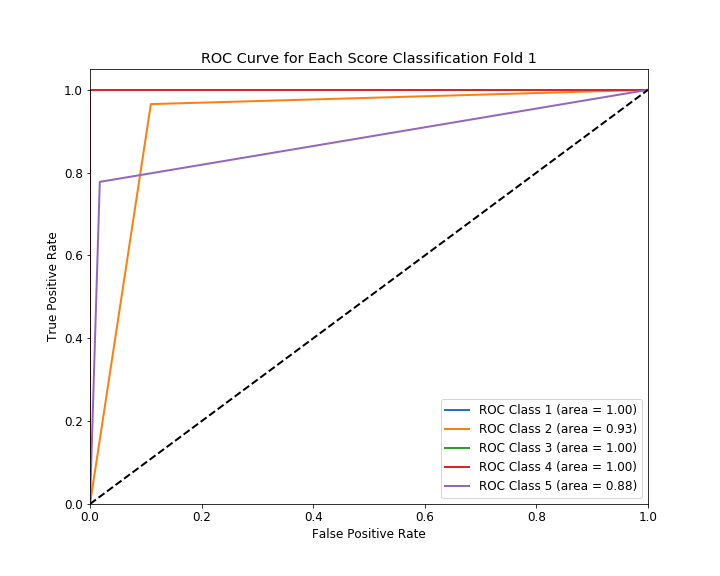 ROC Curve for Each Score Classification Fold 1
True Positive Rate
1.0
0.8
0.6
0.4
0.2
0.0
0.0 0.2 0.4 0.6 0.8 1.0
False Positive Rate
ROC Class 1 (area = 1.00)
ROC Class 2 (area = 0.93)
ROC Class 3 (area = 1.00)
ROC Class 4 (area = 1.00)
ROC Class 5 (area = 0.88)